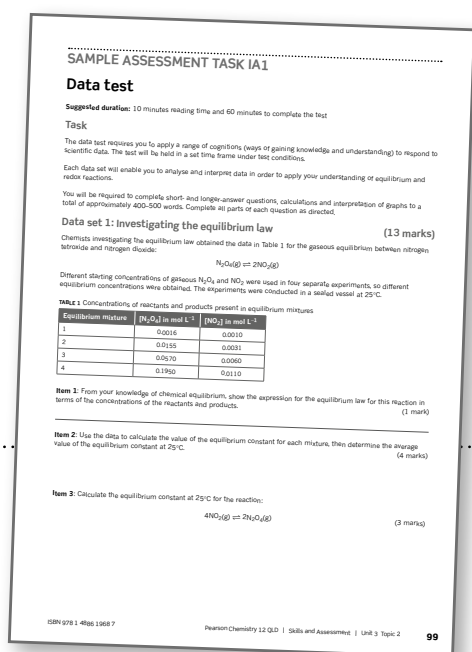 SAMPLE ASSESSMENT TASK IA1
Data test
Suggested duration: 10 minutes reading time and 60 minutes to complete the test
Task
The data test requires you to apply a range of cognitions (ways of gaining knowledge and understanding) to respond to
scientific data. The test will be held in a set time frame under test conditions.
Each data set will enable you to analyse and interpret data in order to apply your understanding of equilibrium and
redox reactions.
You will be required to complete short- and longer-answer questions, calculations and interpretation of graphs to a
total of approximately 400–500 words. Complete all parts of each question as directed.
Data set 1: Investigating the equilibrium law (13 marks)
Chemists investigating the equilibrium law obtained the data in Table 1 for the gaseous equilibrium between nitrogen
tetroxide and nitrogen dioxide:
N₂O₄(g) ⇌ 2NO₂(g)
Different starting concentrations of gaseous N₂O₄ and NO₂ were used in four separate experiments, so different
equilibrium concentrations were obtained. The experiments were conducted in a sealed vessel at 25°C.
TABLE 1 Concentrations of reactants and products present in equilibrium mixtures
Equilibrium mixture [N₂O₄] in mol L⁻¹ [NO₂] in mol L⁻¹
1 0.0016 0.0010
2 0.0155 0.0031
3 0.0570 0.0060
4 0.1950 0.0110
Item 1: From your knowledge of chemical equilibrium, show the expression for the equilibrium law for this reaction in
terms of the concentrations of the reactants and products. (1 mark)
Item 2: Use the data to calculate the value of the equilibrium constant for each mixture, then determine the average
value of the equilibrium constant at 25°C. (4 marks)
Item 3: Calculate the equilibrium constant at 25°C for the reaction:
4NO₂(g) ⇌ 2N₂O₄(g) (3 marks)
ISBN 978 1 4886 1968 7 Pearson Chemistry 12 QLD | Skills and Assessment | Unit 3 Topic 2 99